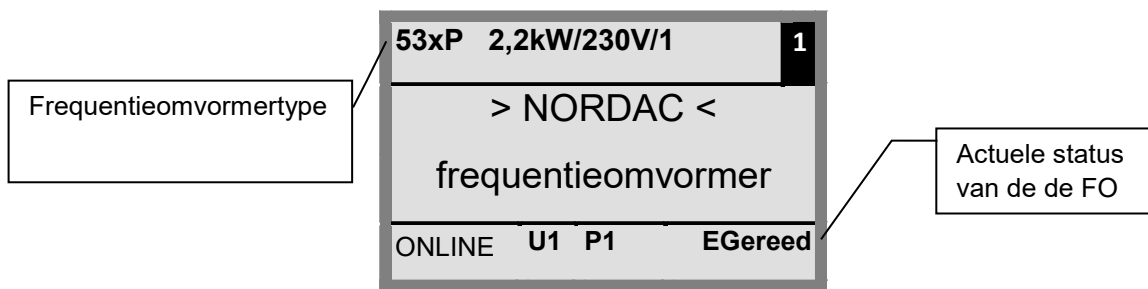 53xP 2,2kW/230V/1 1
Frequentieomvormertype
> NORDAC <
frequentieomvormer
Actuele status
van de de FO
ONLINE U1 P1 EGereed